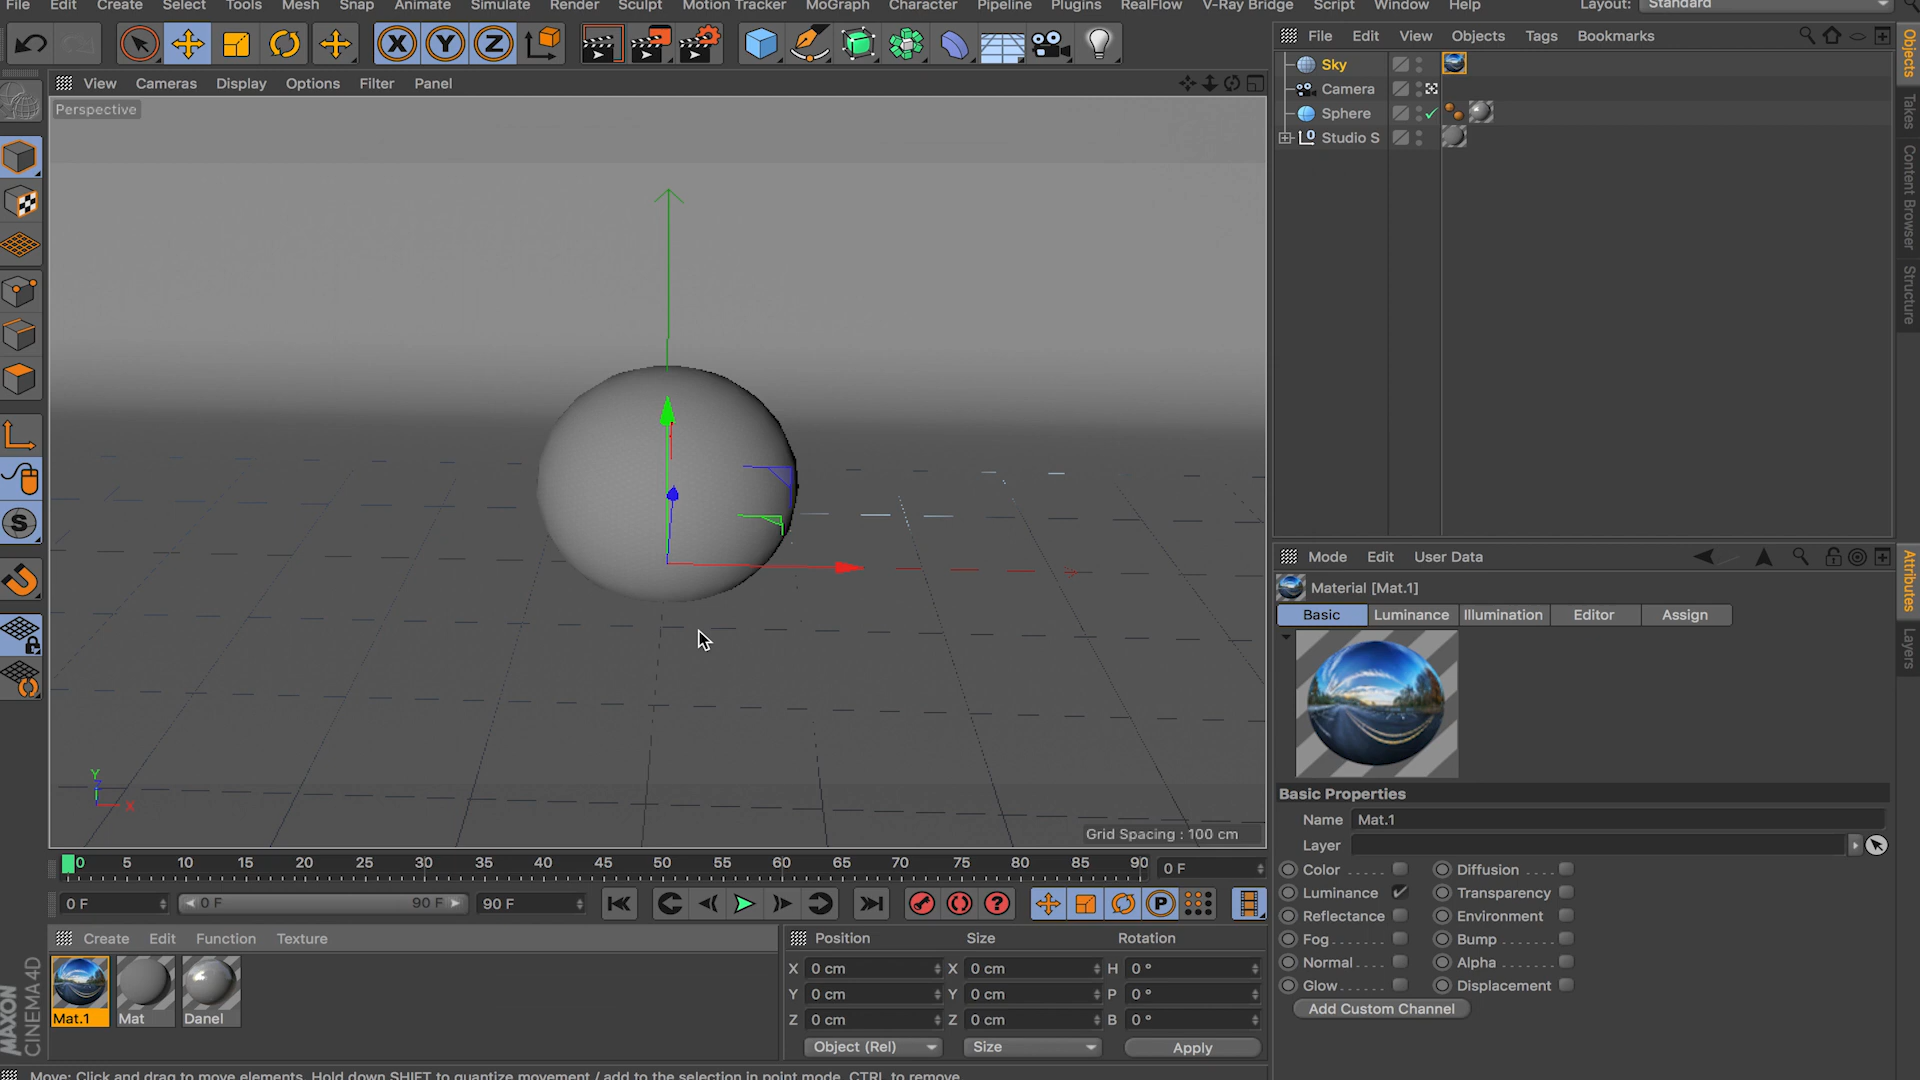 File Edit Create Select Tools Mesh Snap Animate Simulate Render Sculpt Motion Tracker MoGraph Character Pipeline Plugins RealFlow V-Ray Bridge Script Window Help Layout: Standard
X Y Z
View Cameras Display Options Filter Panel
Perspective
File Edit View Objects Tags Bookmarks
Sky
Camera
Sphere
Studio S
Objects
Takes
Content Browser
Structure
Mode Edit User Data
Material [Mat.1]
Basic Luminance Illumination Editor Assign
Attributes
Layers
Basic Properties
Name Mat.1
Layer
Color Diffusion
Luminance Transparency
Reflectance Environment
Fog Bump
Normal Alpha
Glow Displacement
Add Custom Channel
S
Y
Z
X
Grid Spacing : 100 cm
0 5 10 15 20 25 30 35 40 45 50 55 60 65 70 75 80 85 90 0 F
0 F 0 F 90 F 90 F ? P
Create Edit Function Texture
Mat.1 Mat Danel
Position Size Rotation
X 0 cm X 0 cm H 0 °
Y 0 cm Y 0 cm P 0 °
Z 0 cm Z 0 cm B 0 °
Object (Rel) Size Apply
MAXON
CINEMA4D
Move: Click and drag to move elements. Hold down SHIFT to quantize movement / add to the selection in point mode, CTRL to remove.